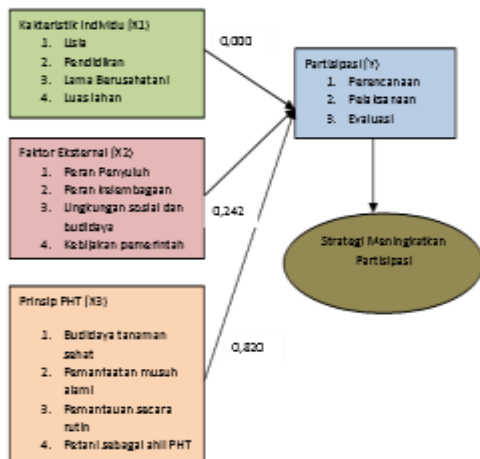 Kakteristik Individu (X1)
1. Usia
2. Pendidikan
3. Lama Berusahatani
4. Luas lahan
0,000
Partisipasi (Y)
1. Perencanaan
2. Pelaksanaan
3. Evaluasi
Faktor Eksternal (X2)
1. Peran Penyuluh
2. Peran kelembagaan
3. Lingkungan sosial dan
budidaya
4. Kebijakan pemerintah
0,242
Strategi Meningkatkan
Partisipasi
Prinsip PHT (X3)
1. Budidaya tanaman
sehat
2. Pemantaatan musuh
alami
3. Pemantauan secara
rutin
4. Petani sebagai ahli PHT
0,820